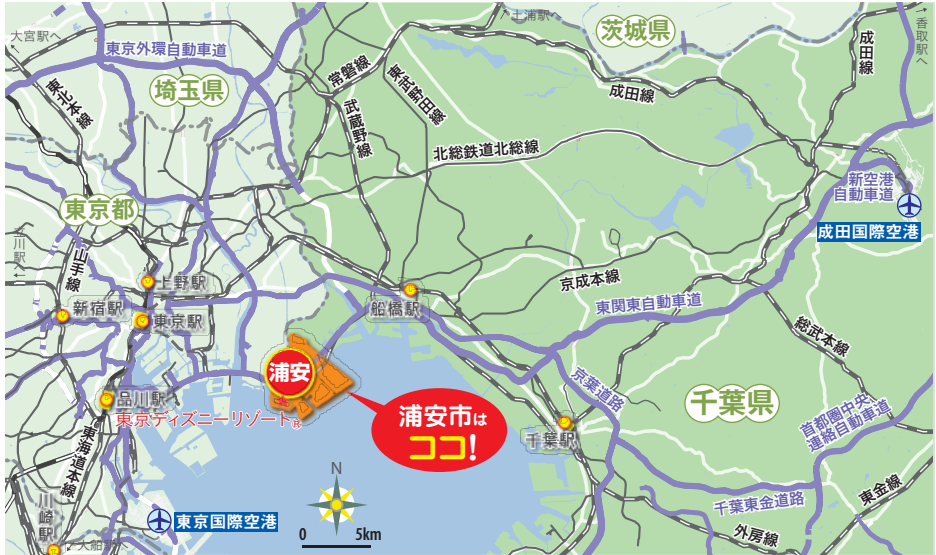 大宮駅へ
東京外環自動車道
埼玉県
東北本線
常磐線
東武野田線
武蔵野線
土浦駅へ
茨城県
成田線
成田線
香取駅へ
北総鉄道北総線
新空港
自動車道
成田国際空港
東京都
立川駅へ
山手線
上野駅
新宿駅
東京駅
船橋駅
京成本線
東関東自動車道
総武本線
浦安
品川駅
東京ディズニーリゾート®
浦安市は
ココ!
京葉道路
千葉県
千葉駅
首都圏中央
連絡自動車道
東海道本線
川崎駅
大船駅へ
東京国際空港
N
0 5km
千葉東金道路
東金線
外房線